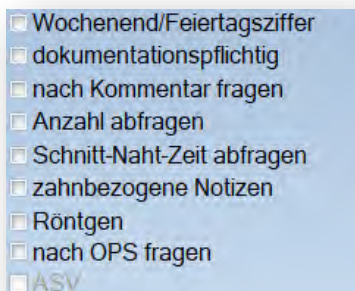 Wochenend/Feiertagsziffer
dokumentationspflichtig
nach Kommentar fragen
Anzahl abfragen
Schnitt-Naht-Zeit abfragen
zahnbezogene Notizen
Röntgen
nach OPS fragen
ASV